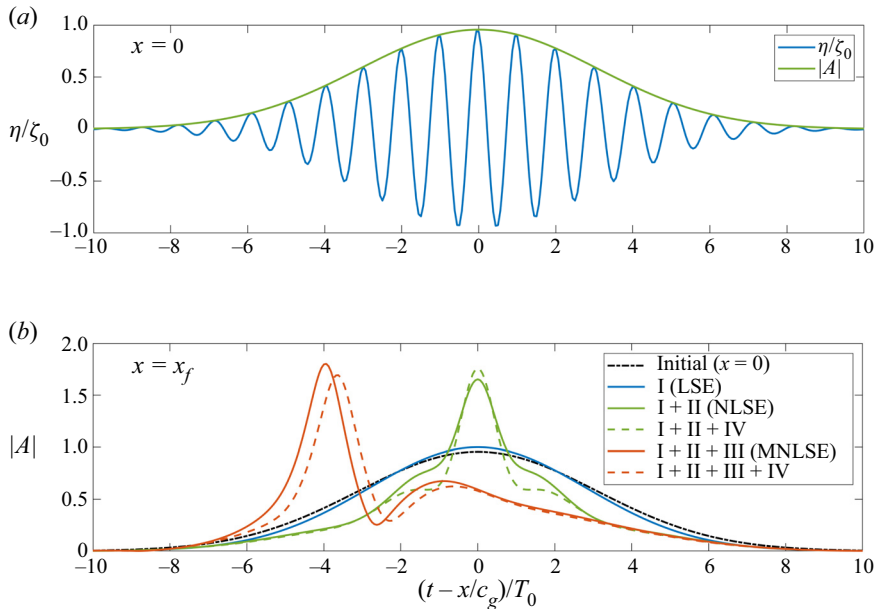 (a)
x = 0
η/ζ0
|A|
η/ζ0
1.0
0.5
0
–0.5
–1.0
–10 –8 –6 –4 –2 0 2 4 6 8 10
(b)
x = xf
Initial (x = 0)
I (LSE)
I + II (NLSE)
I + II + IV
I + II + III (MNLSE)
I + II + III + IV
|A|
2.0
1.5
1.0
0.5
0
–10 –8 –6 –4 –2 0 2 4 6 8 10
(t – x/cg)/T0